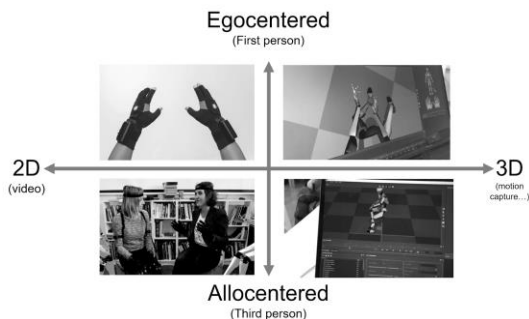 Egocentered
(First person)
2D
(video)
3D
(motion
capture...)
Allocentered
(Third person)